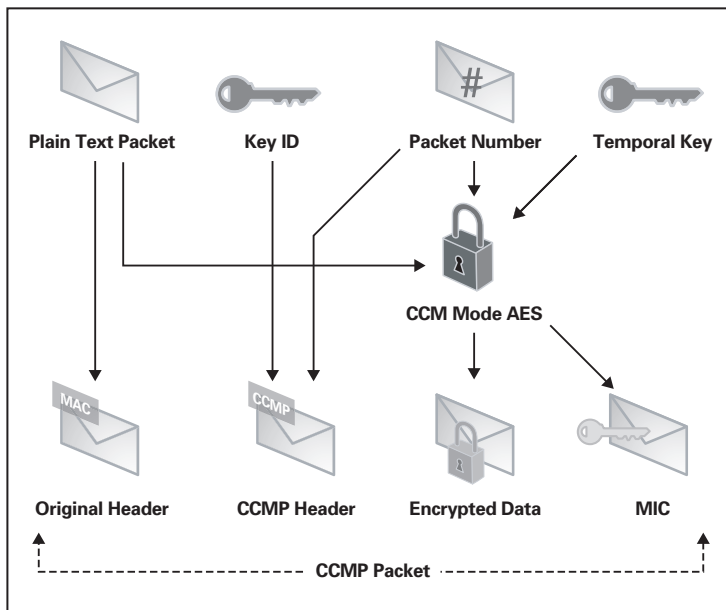 #
Plain Text Packet
Key ID
Packet Number
Temporal Key
CCM Mode AES
MAC
CCMP
Original Header
CCMP Header
Encrypted Data
MIC
CCMP Packet